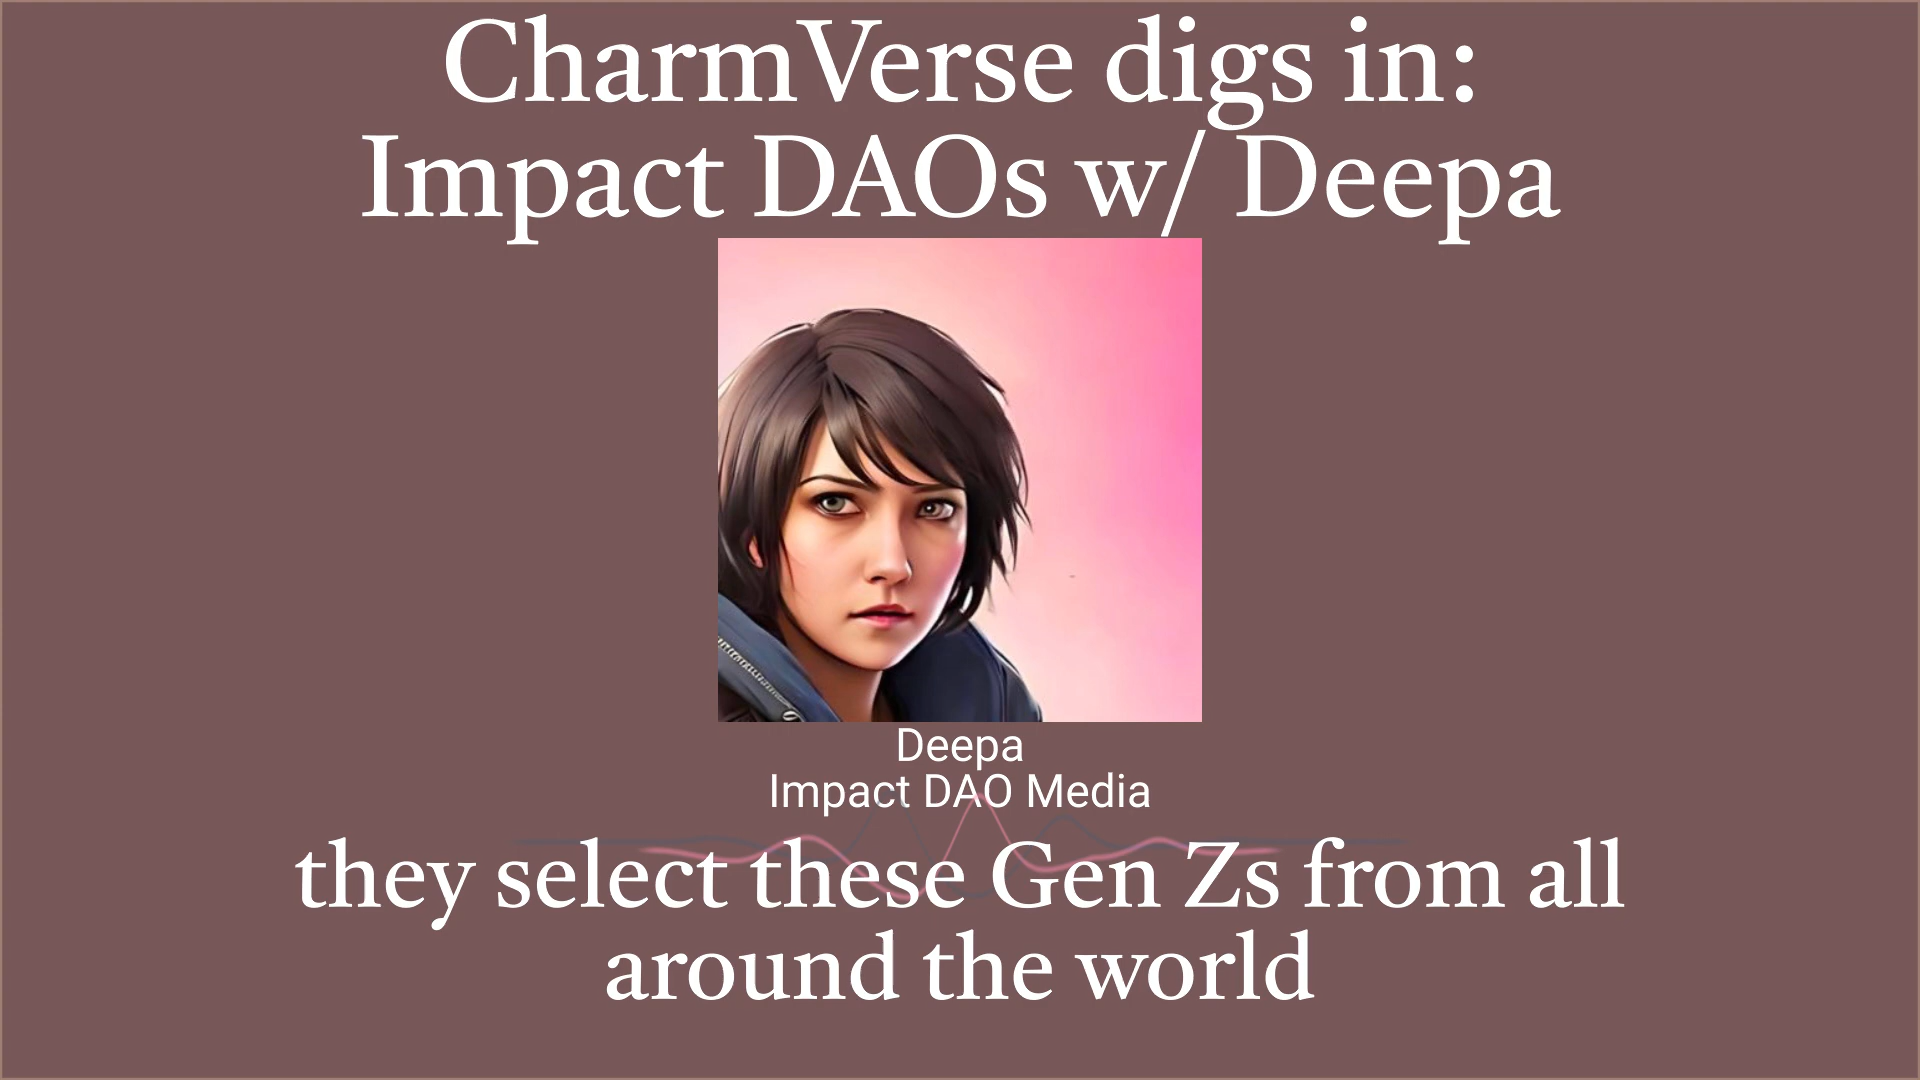 CharmVerse digs in:
Impact DAOs w/ Deepa
Deepa
Impact DAO Media
they select these Gen Zs from all
around the world